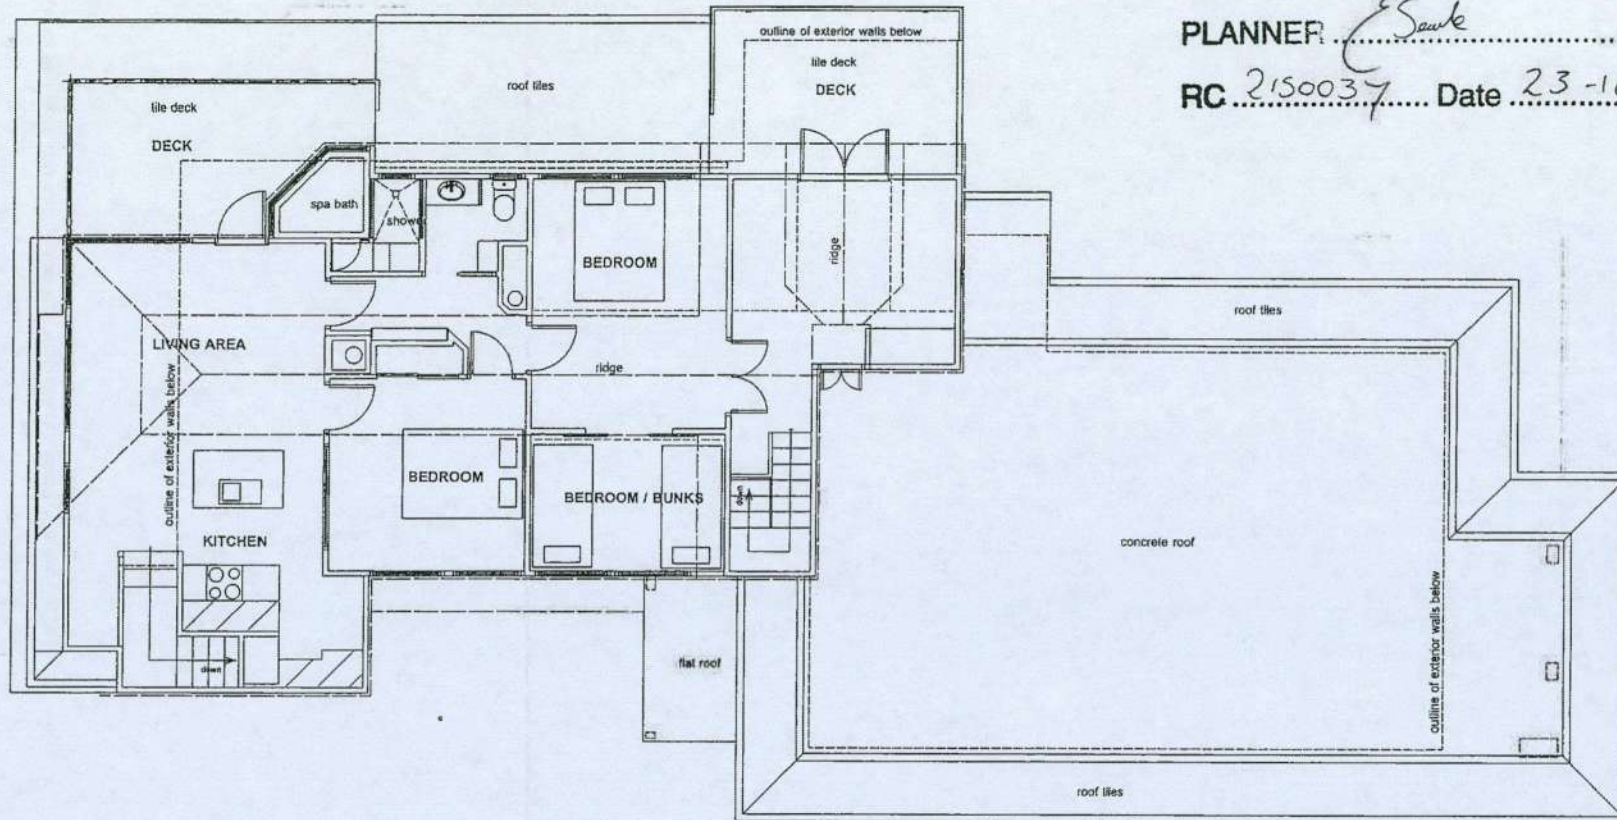 PLANNER
RC 2150037 Date 23-1
outline of exterior walls below
tile deck
DECK
roof tiles
tile deck
DECK
spa bath
shower
BEDROOM
ridge
roof tiles
LIVING AREA
ridge
outline of exterior walls below
BEDROOM
BEDROOM / BUNKS
down
KITCHEN
concrete roof
outline of exterior walls below
down
flat roof
roof tiles